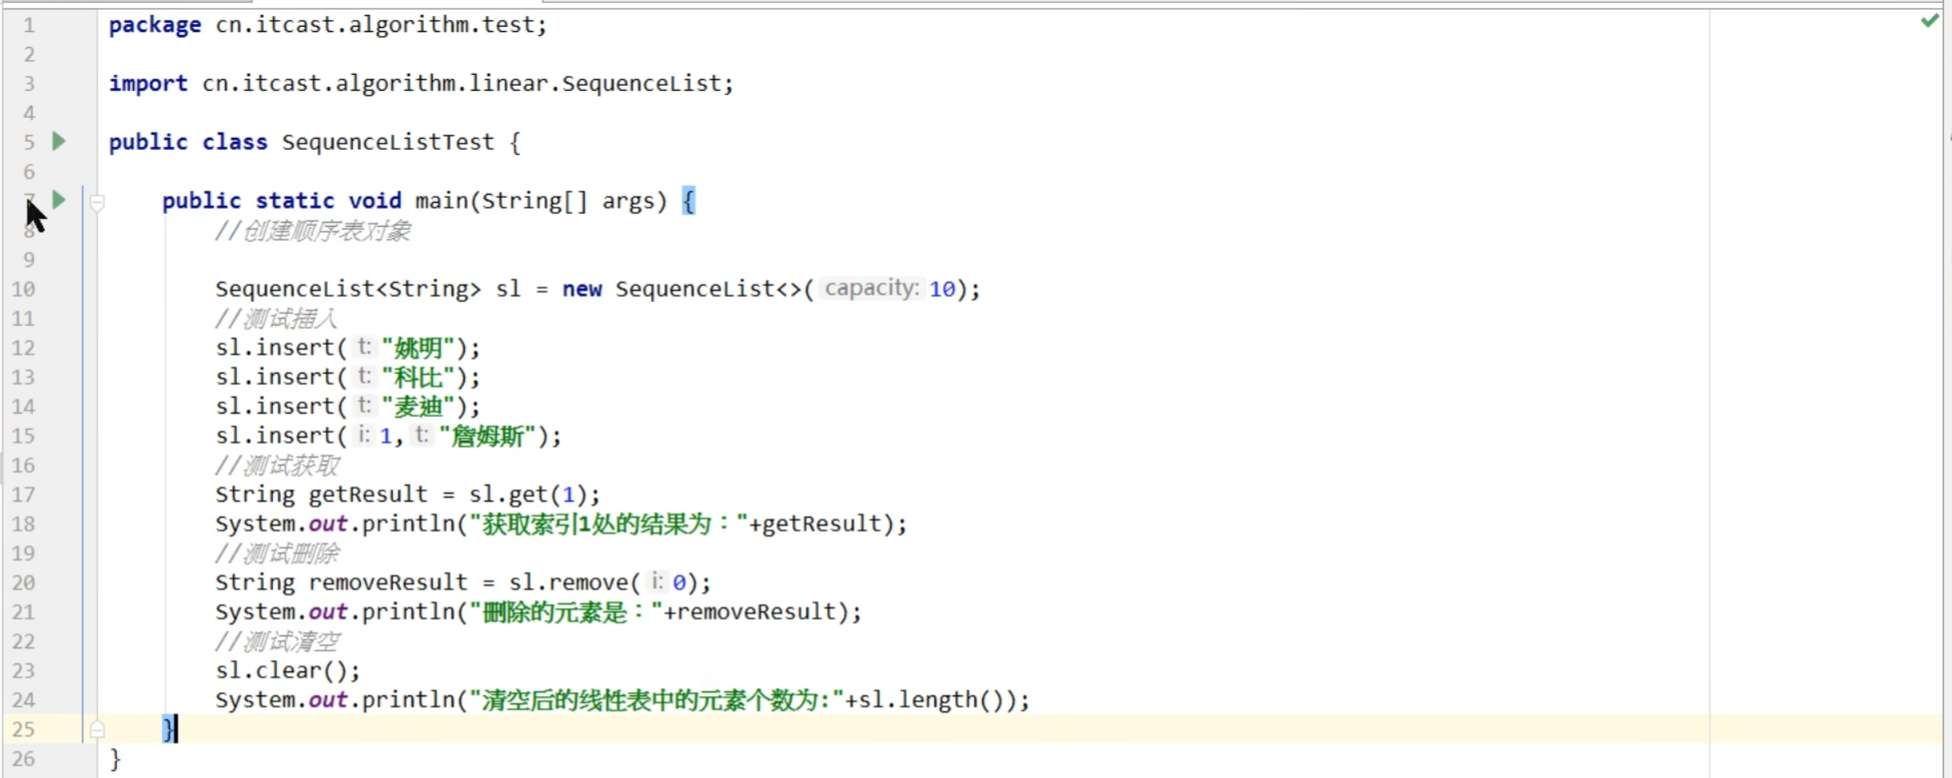 1 package cn.itcast.algorithm.test;
2
3 import cn.itcast.algorithm.linear.SequenceList;
4
5 public class SequenceListTest {
6
7 public static void main(String[] args) {
8 //创建顺序表对象
9
10 SequenceList<String> sl = new SequenceList<>( capacity: 10);
11 //测试插入
12 sl.insert( t: "姚明");
13 sl.insert( t: "科比");
14 sl.insert( t: "麦迪");
15 sl.insert( i: 1, t: "詹姆斯");
16 //测试获取
17 String getResult = sl.get(1);
18 System.out.println("获取索引1处的结果为："+getResult);
19 //测试删除
20 String removeResult = sl.remove( i: 0);
21 System.out.println("删除的元素是："+removeResult);
22 //测试清空
23 sl.clear();
24 System.out.println("清空后的线性表中的元素个数为:"+sl.length());
25 }
26 }